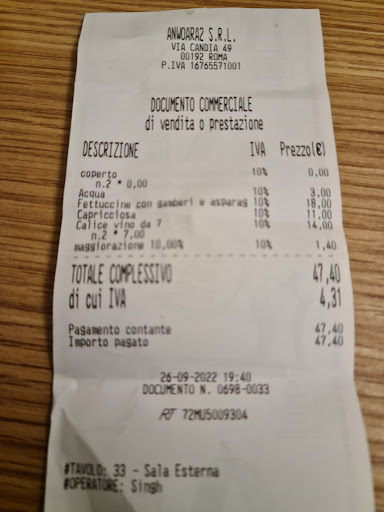 ANWOARA2 S.R.L.
VIA CANDIA 49
00192 ROMA
P.IVA 16765571001
DOCUMENTO COMMERCIALE
di vendita o prestazione
DESCRIZIONE IVA Prezzo(€)
coperto 10% 0,00
n.2 * 0,00
Acqua 10% 3,00
Fettuccine con gamberi e asparag 10% 18,00
Capricciosa 10% 11,00
Calice vino da 7 10% 14,00
n.2 * 7,00
maggiorazione 10,00% 10% 1,40
TOTALE COMPLESSIVO 47,40
di cui IVA 4,31
Pagamento contante 47,40
Importo pagato 47,40
26-09-2022 19:40
DOCUMENTO N. 0698-0033
RT 72MU5009304
#TAVOLO: 33 - Sala Esterna
#OPERATORE: Singh